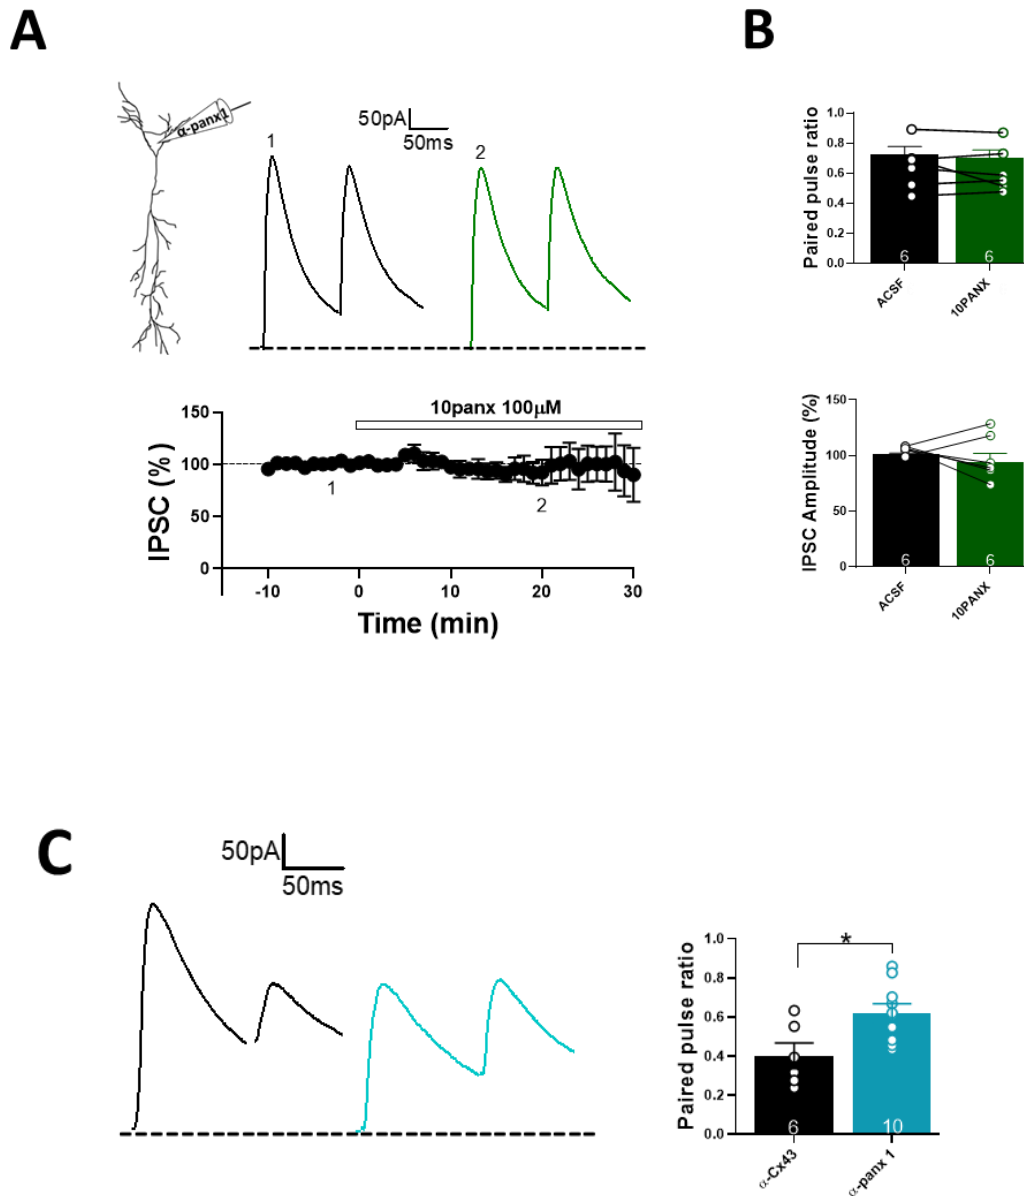 A
B
α-panx1
50pA
50ms
1
2
Paired pulse ratio
1.0
0.8
0.6
0.4
0.2
0.0
6
6
ACSF
10PANX
10panx 100μM
IPSC (%)
150
100
50
0
1
2
-10
0
10
20
30
Time (min)
IPSC Amplitude (%)
150
100
50
0
6
6
ACSF
10PANX
C
50pA
50ms
Paired pulse ratio
1.0
0.8
0.6
0.4
0.2
0.0
*
6
10
α-Cx43
α-panx 1